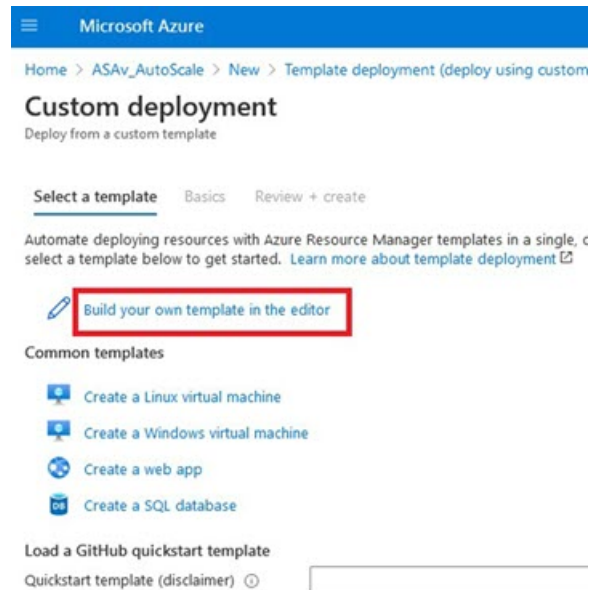 Microsoft Azure
Home > ASAv_AutoScale > New > Template deployment (deploy using custom
Custom deployment
Deploy from a custom template
Select a template Basics Review + create
Automate deploying resources with Azure Resource Manager templates in a single, c
select a template below to get started. Learn more about template deployment
Build your own template in the editor
Common templates
Create a Linux virtual machine
Create a Windows virtual machine
Create a web app
DB Create a SQL database
Load a GitHub quickstart template
Quickstart template (disclaimer)